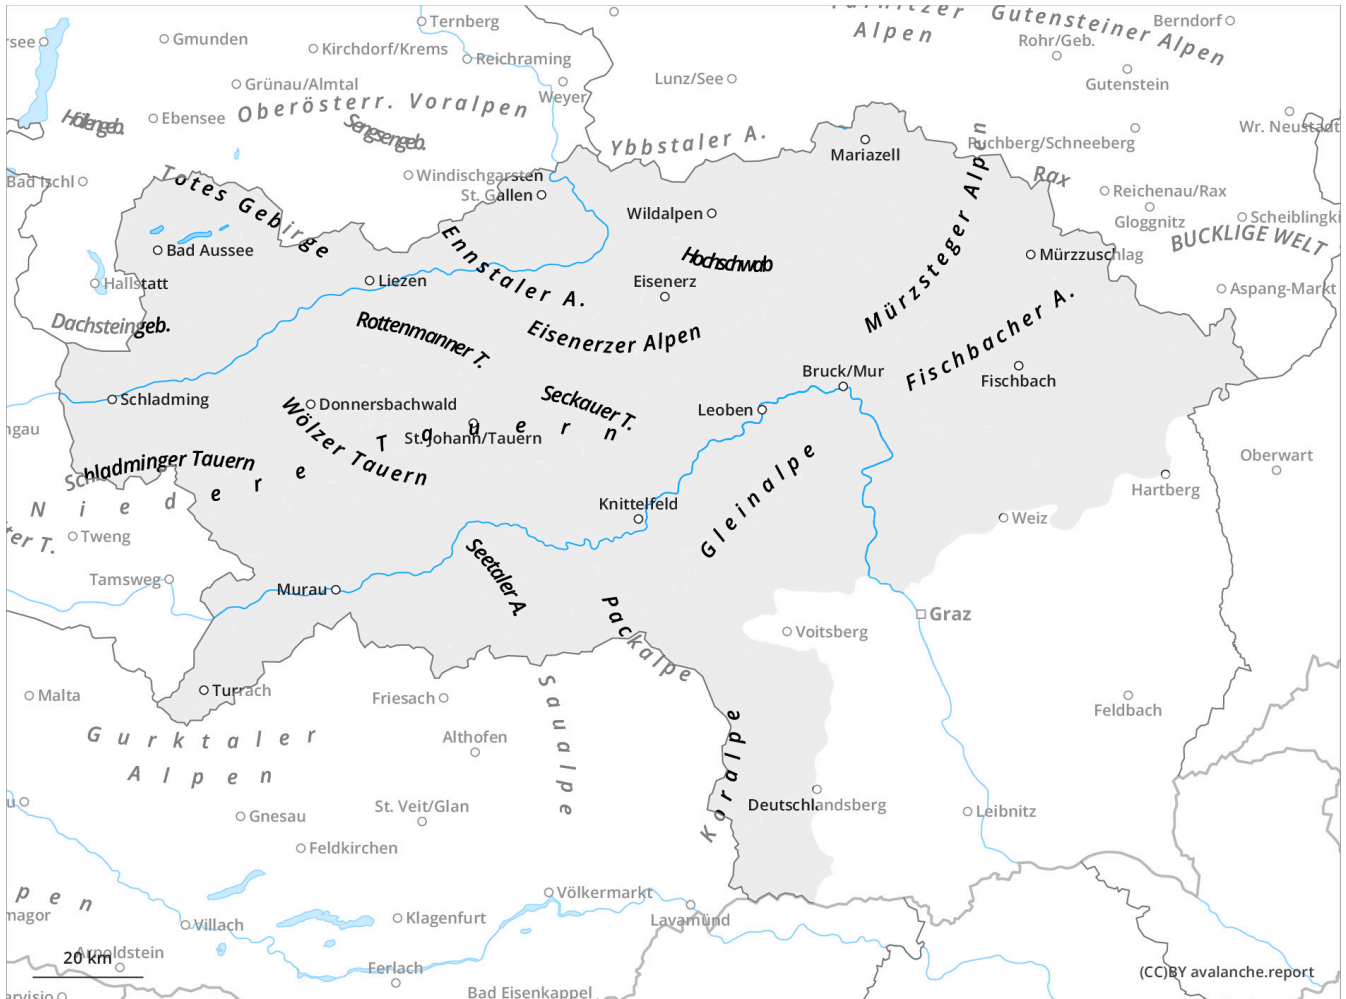 Ternberg
Gutensteiner Alpen
Berndorf
Gmunden
Kirchdorf/Krems
Alpen
Rohr/Geb.
Reichraming
Lunz/See
Gutenstein
Grünau/Almtal
Weyer
Oberösterr. Voralpen
Ebensee
Sengsengeb.
Wr. Neustadt
Ybbstaler A.
Mariazell
Puchberg/Schneeberg
Bad Ischl
Totes Gebirge
Windischgarsten
St. Gallen
Rax
Reichenau/Rax
Wildalpen
Gloggnitz
Scheiblingki
BUCKLIGE WELT
Bad Aussee
Ennstaler A.
Hochschwab
Mürzsteger Alpen
Mürzzuschlag
Hallstatt
Liezen
Eisenerz
Aspang-Markt
Dachsteingeb.
Rottenmanner T.
Eisenerzer Alpen
Fischbacher A.
Bruck/Mur
Fischbach
Schladming
Donnersbachwald
Seckauer T.
Leoben
ngau
Wölzer Tauern
St. Johann/Tauern
Niedere Tauern
Schladminger Tauern
Oberwart
Hartberg
Gleinalpe
Knittelfeld
Weiz
Tweng
Seetaler A.
Tamsweg
Murau
Packalpe
Graz
Voitsberg
Turrach
Malta
Friesach
Saualpe
Feldbach
Gurktaler
Alpen
Althofen
Koralpe
Deutschlandsberg
St. Veit/Glan
Gnesau
Leibnitz
Feldkirchen
pen
Völkermarkt
magor
Klagenfurt
Lavamünd
Villach
Arnoldstein
20 km
Ferlach
(CC)BY avalanche.report
Bad Eisenkappel